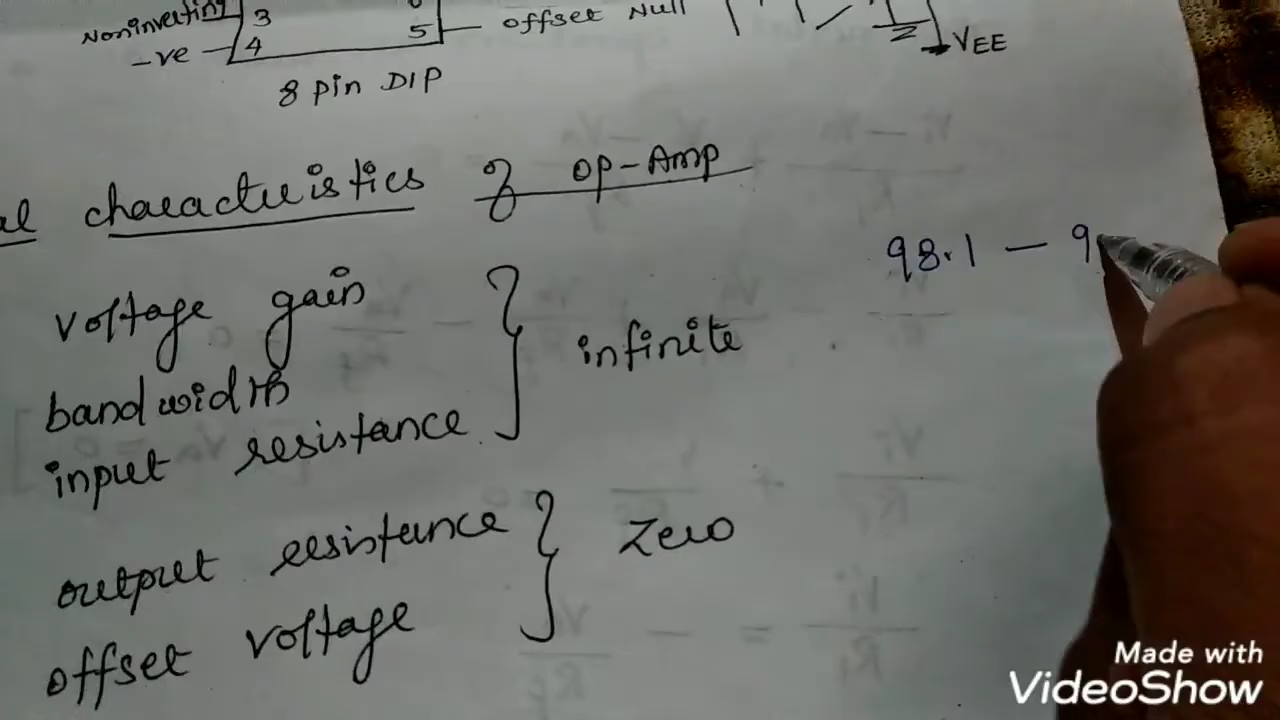 Noninverting 3
5 offset Null
-ve 4
VEE
8 pin DIP
characteristics of OP-Amp
98.1 — 9
voltage gain
bandwidth
input resistance
infinite
output resistance
offset voltage
Zero
Made with
VideoShow